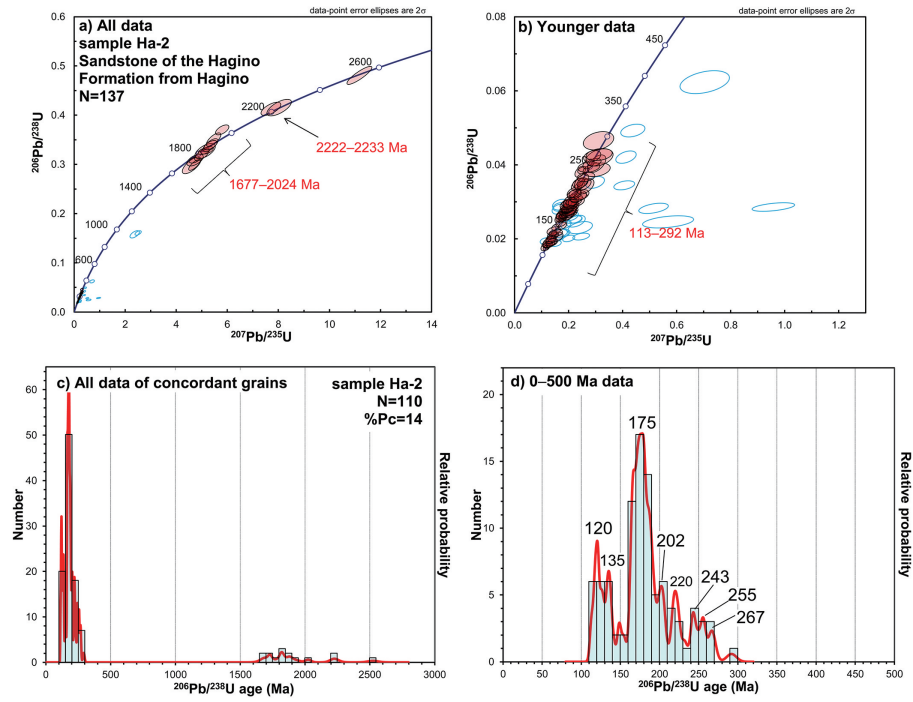 data-point error ellipses are 2σ
a) All data
sample Ha-2
Sandstone of the Hagino
Formation from Hagino
N=137
0.6
0.5
0.4
0.3
0.2
0.1
0.0
206Pb/238U
600
1000
1400
1800
2200
2600
2222–2233 Ma
1677–2024 Ma
0
2
4
6
8
10
12
14
207Pb/235U
data-point error ellipses are 2σ
b) Younger data
0.08
0.06
0.04
0.02
0.00
206Pb/238U
150
250
350
450
113–292 Ma
0.0
0.2
0.4
0.6
0.8
1.0
1.2
207Pb/235U
c) All data of concordant grains
sample Ha-2
N=110
%Pc=14
60
50
40
30
20
10
0
Number
Relative probability
0
500
1000
1500
2000
2500
3000
206Pb/238U age (Ma)
d) 0–500 Ma data
20
15
10
5
0
Number
Relative probability
120
135
175
202
220
243
255
267
0
50
100
150
200
250
300
350
400
450
500
206Pb/238U age (Ma)